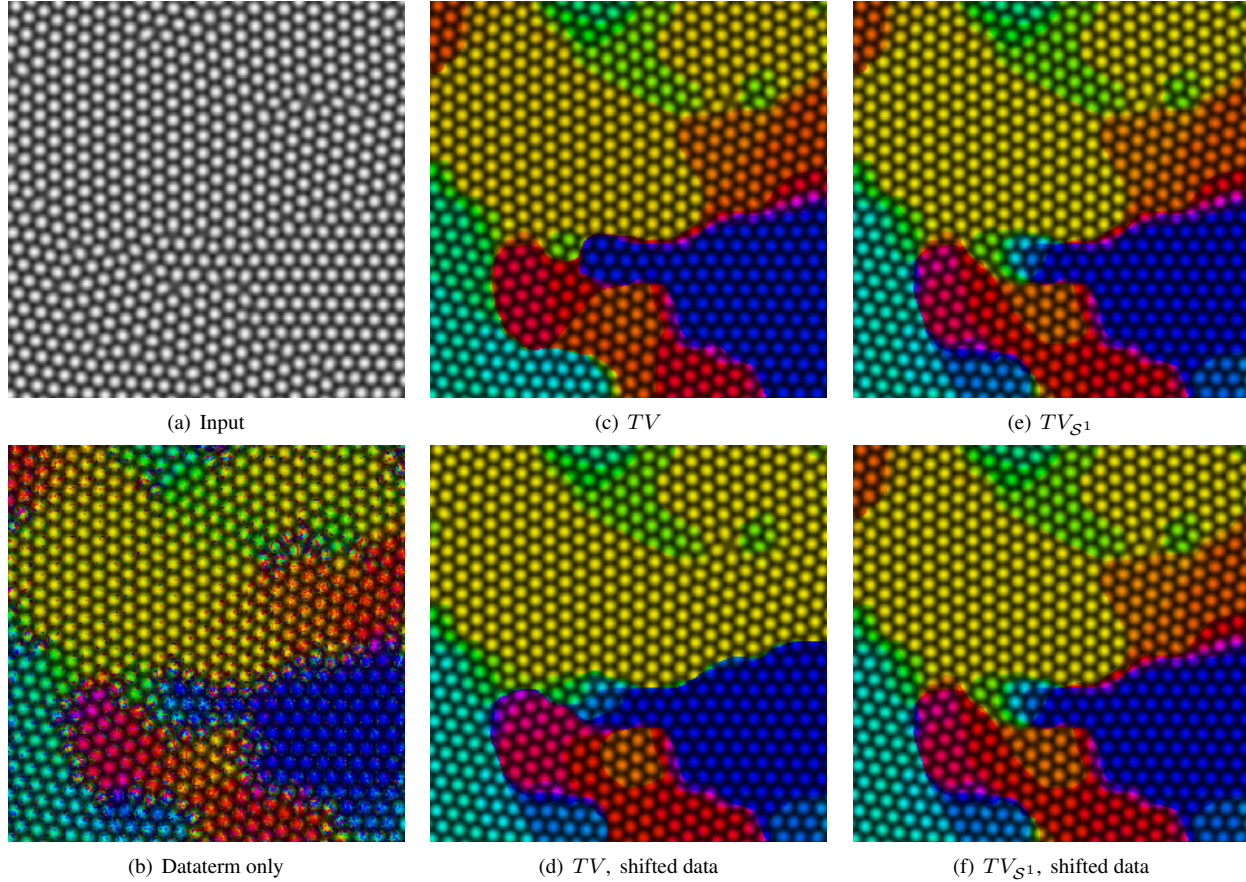 (a) Input
(c) TV
(e) TV_{S^1}
(b) Dataterm only
(d) TV, shifted data
(f) TV_{S^1}, shifted data